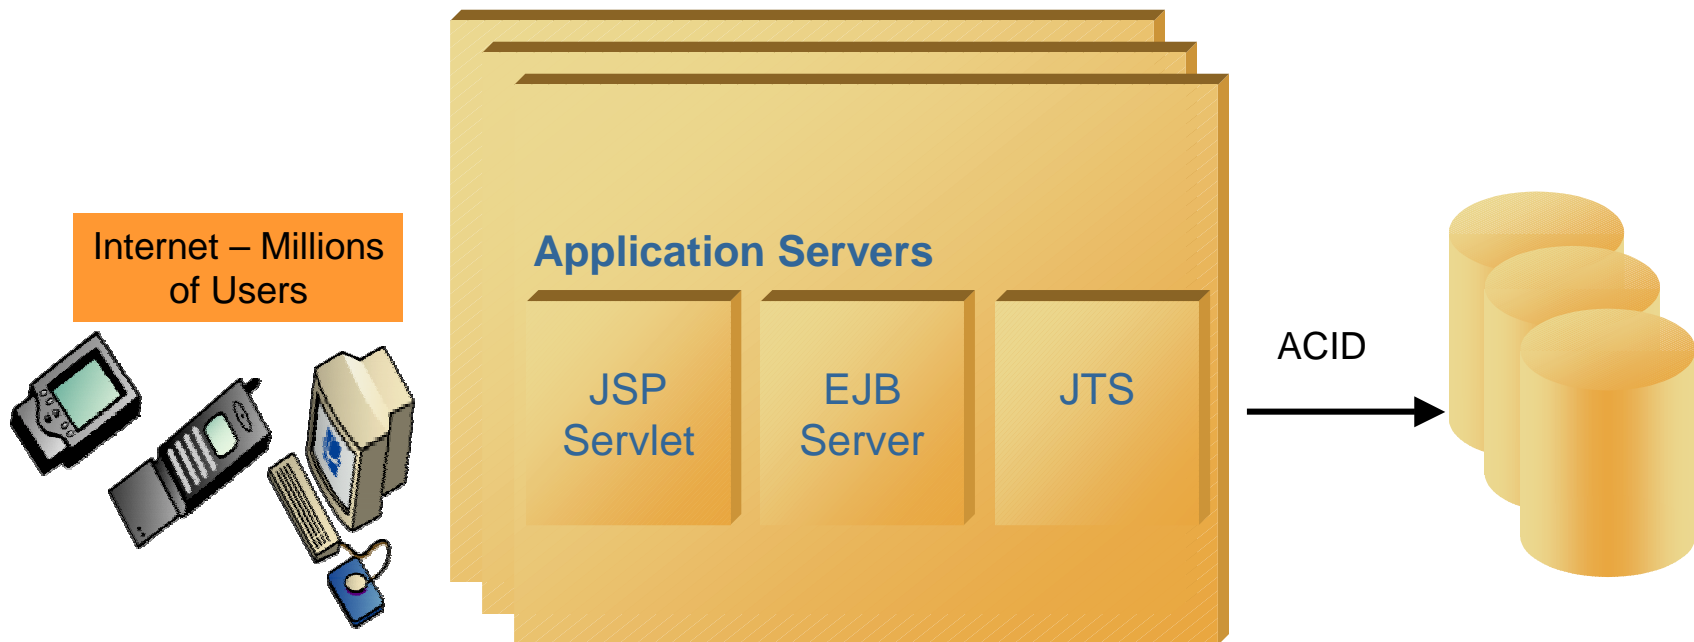 Internet – Millions
of Users
Application Servers
JSP
Servlet
EJB
Server
JTS
ACID